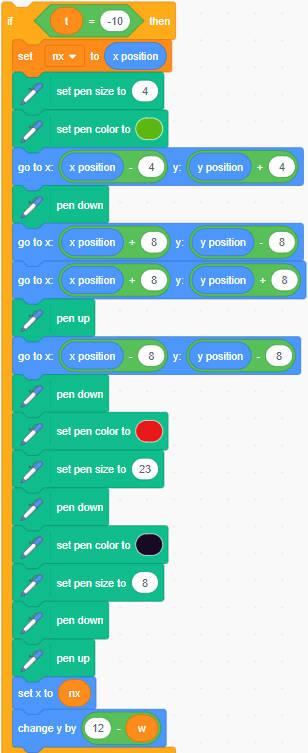 if t = -10 then
set nx to x position
set pen size to 4
set pen color to
go to x: x position - 4 y: y position + 4
pen down
go to x: x position + 8 y: y position - 8
go to x: x position + 8 y: y position + 8
pen up
go to x: x position - 8 y: y position - 8
pen down
set pen color to
set pen size to 23
pen down
set pen color to
set pen size to 8
pen down
pen up
set x to nx
change y by 12 - w